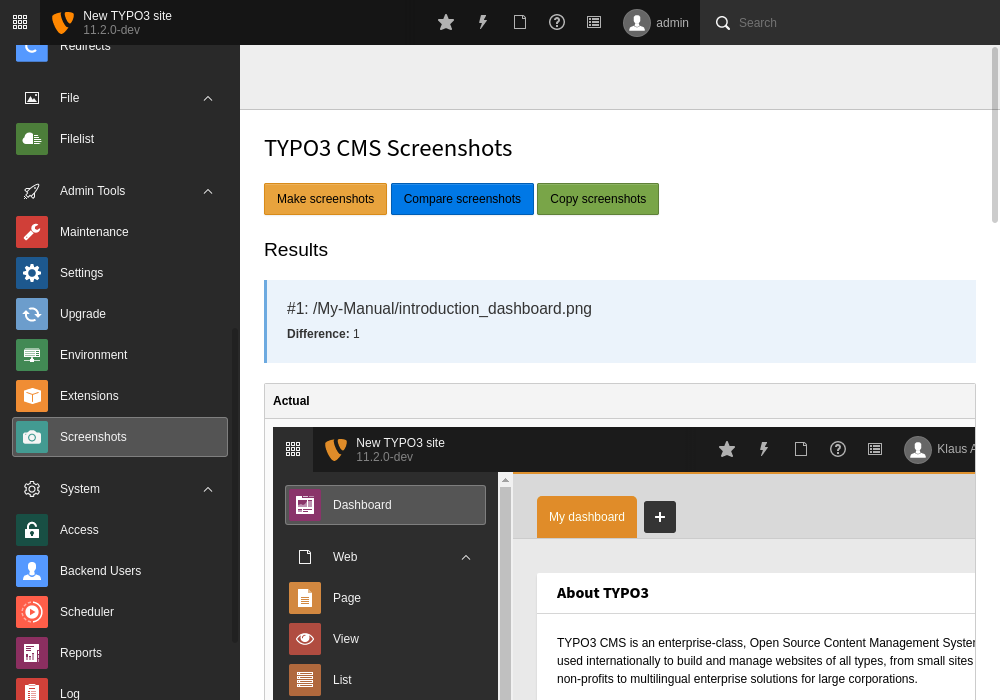 New TYPO3 site
11.2.0-dev
admin
Search
Redirects
File
Filelist
Admin Tools
Maintenance
Settings
Upgrade
Environment
Extensions
Screenshots
System
Access
Backend Users
Scheduler
Reports
Log
TYPO3 CMS Screenshots
Make screenshots
Compare screenshots
Copy screenshots
Results
#1: /My-Manual/introduction_dashboard.png
Difference: 1
Actual
New TYPO3 site
11.2.0-dev
Klaus A
Dashboard
Web
Page
View
List
My dashboard
About TYPO3
TYPO3 CMS is an enterprise-class, Open Source Content Management System
used internationally to build and manage websites of all types, from small sites
non-profits to multilingual enterprise solutions for large corporations.